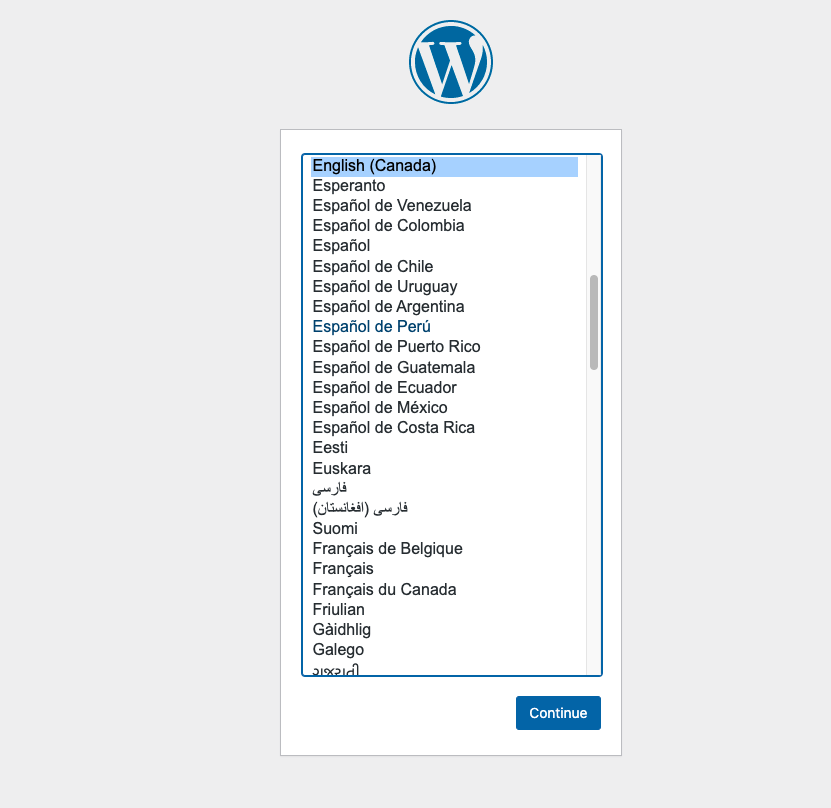 English (Canada)
Esperanto
Español de Venezuela
Español de Colombia
Español
Español de Chile
Español de Uruguay
Español de Argentina
Español de Perú
Español de Puerto Rico
Español de Guatemala
Español de Ecuador
Español de México
Español de Costa Rica
Eesti
Euskara
فارسی
(فارسی (افغانستان
Suomi
Français de Belgique
Français
Français du Canada
Friulian
Gàidhlig
Galego
ગુજરાતી
Continue